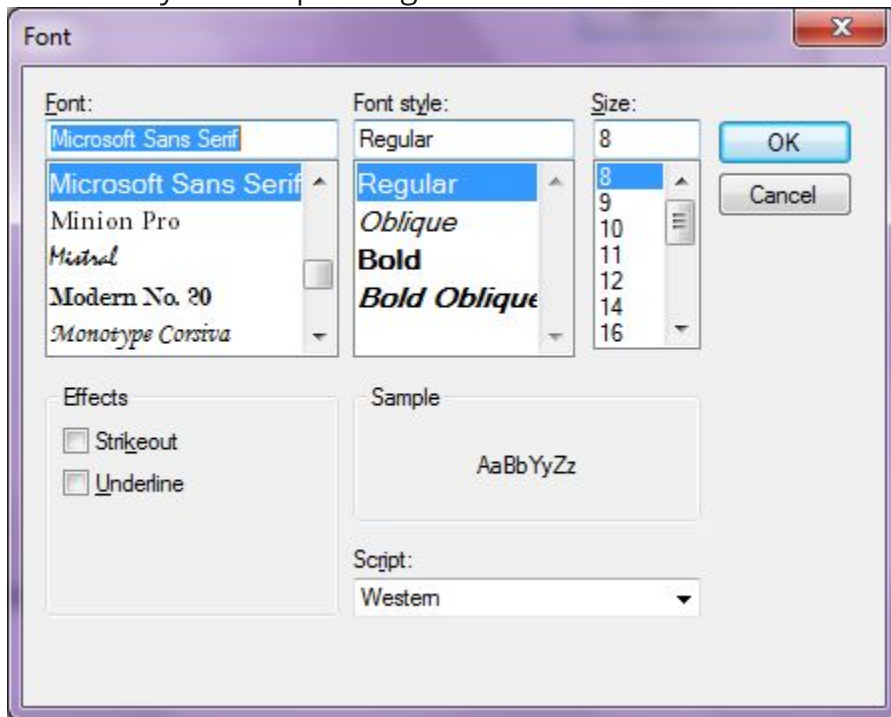 Font
X
Font: Font style: Size:
Microsoft Sans Serif Regular 8
OK
Microsoft Sans Serif Regular 8
Minion Pro Oblique 9
Cancel
Mistral Bold 10
Modern No. 20 Bold Oblique 11
Monotype Corsiva 12
14
16
Effects Sample
Strikeout
Underline
AaBbYyZz
Script:
Western